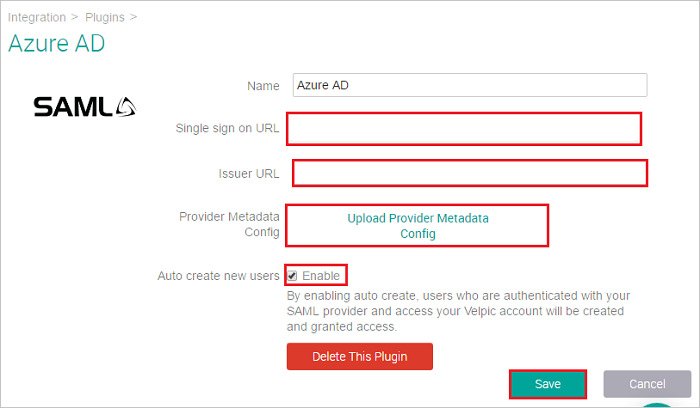 Integration > Plugins >
Azure AD
SAML
Name Azure AD
Single sign on URL
Issuer URL
Provider Metadata
Config
Upload Provider Metadata
Config
Auto create new users Enable
By enabling auto create, users who are authenticated with your
SAML provider and access your Velpic account will be created
and granted access.
Delete This Plugin
Save Cancel